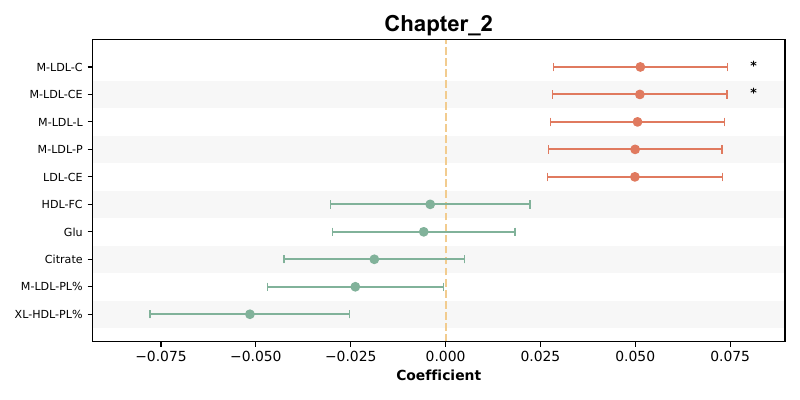 Chapter_2
M-LDL-C
*
M-LDL-CE
*
M-LDL-L
M-LDL-P
LDL-CE
HDL-FC
Glu
Citrate
M-LDL-PL%
XL-HDL-PL%
−0.075 −0.050 −0.025 0.000 0.025 0.050 0.075
Coefficient